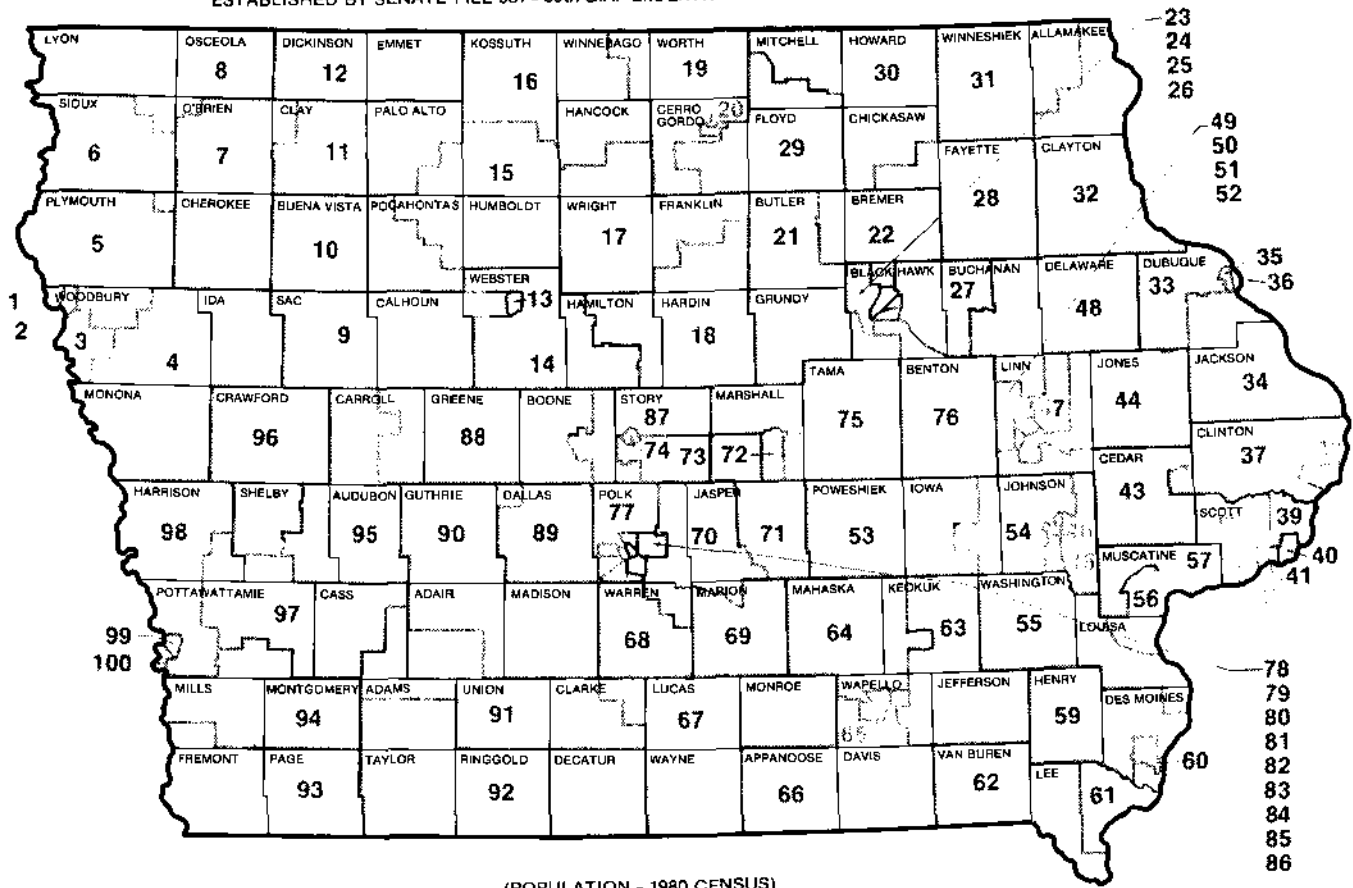 LYON OSCEOLA DICKINSON EMMET KOSSUTH WINNEBAGO WORTH MITCHELL HOWARD WINNESHIEK ALLAMAKEE
8 12 16 19 30 31
23
24
25
26
SIOUX O'BRIEN CLAY PALO ALTO HANCOCK CERRO GORDO 20 FLOYD CHICKASAW
6 7 11 15 29
FAYETTE CLAYTON
28 32
49
50
51
52
PLYMOUTH CHEROKEE BUENA VISTA POCAHONTAS HUMBOLDT WRIGHT FRANKLIN BUTLER BREMER
5 10 17 21 22
WEBSTER BLACK HAWK BUCHANAN DELAWARE DUBUQUE
27 48 33
35
36
1
2
WOODBURY IDA SAC CALHOUN 13 HAMILTON HARDIN GRUNDY
3 4 9 14 18
TAMA BENTON LINN JONES JACKSON
75 76 7 44 34
MONONA CRAWFORD CARROLL GREENE BOONE STORY MARSHALL
96 88 87
74 73 72
CLINTON
37
CEDAR
43
HARRISON SHELBY AUDUBON GUTHRIE DALLAS POLK JASPER POWESHIEK IOWA JOHNSON SCOTT
98 95 90 89 77 70 71 53 54 39
40
41
MUSCATINE 57
56
POTTAWATTAMIE CASS ADAIR MADISON WARREN MARION MAHASKA KEOKUK WASHINGTON
97 68 69 64 63 55
LOUISA
99
100
MILLS MONTGOMERY ADAMS UNION CLARKE LUCAS MONROE WAPELLO JEFFERSON HENRY DES MOINES
94 91 67 65 59
60
FREMONT PAGE TAYLOR RINGGOLD DECATUR WAYNE APPANOOSE DAVIS VAN BUREN LEE
93 92 66 62 61
78
79
80
81
82
83
84
85
86
(POPULATION - 1980 CENSUS)